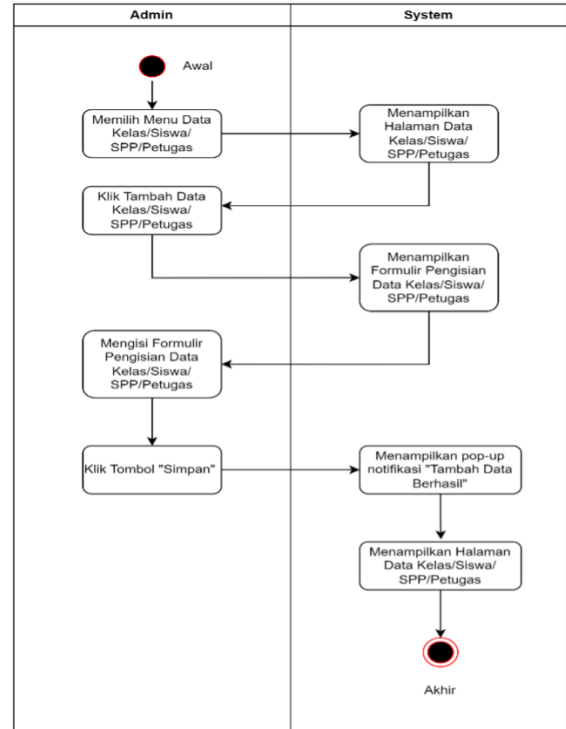 Admin
System
Awal
Memilih Menu Data
Kelas/Siswa/
SPP/Petugas
Menampilkan
Halaman Data
Kelas/Siswa/
SPP/Petugas
Klik Tambah Data
Kelas/Siswa/
SPP/Petugas
Menampilkan
Formulir Pengisian
Data Kelas/Siswa/
SPP/Petugas
Mengisi Formulir
Pengisian Data
Kelas/Siswa/
SPP/Petugas
Klik Tombol "Simpan"
Menampilkan pop-up
notifikasi "Tambah Data
Berhasil"
Menampilkan Halaman
Data Kelas/Siswa/
SPP/Petugas
Akhir